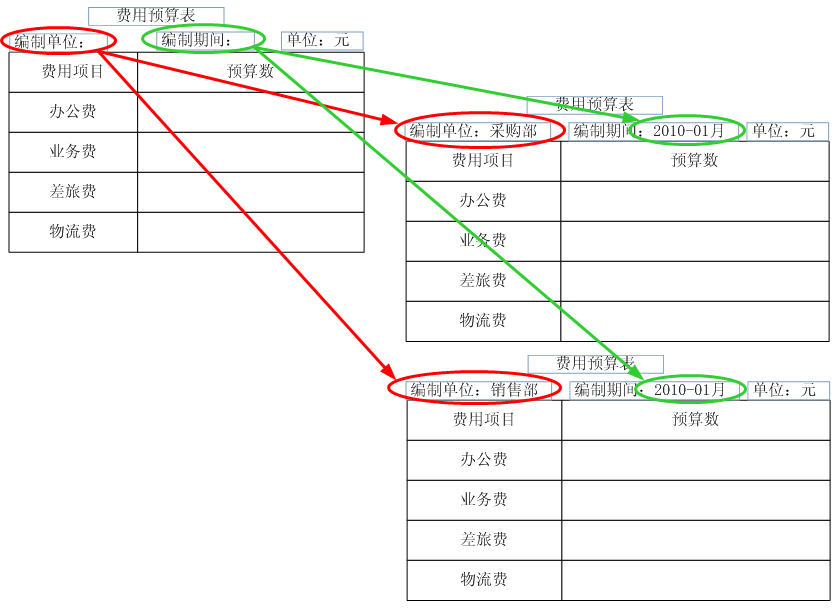 费用预算表
编制单位： 编制期间： 单位：元
费用项目 预算数
办公费
业务费
差旅费
物流费
费用预算表
编制单位：采购部 编制期间：2010-01月 单位：元
费用项目 预算数
办公费
业务费
差旅费
物流费
费用预算表
编制单位：销售部 编制期间：2010-01月 单位：元
费用项目 预算数
办公费
业务费
差旅费
物流费